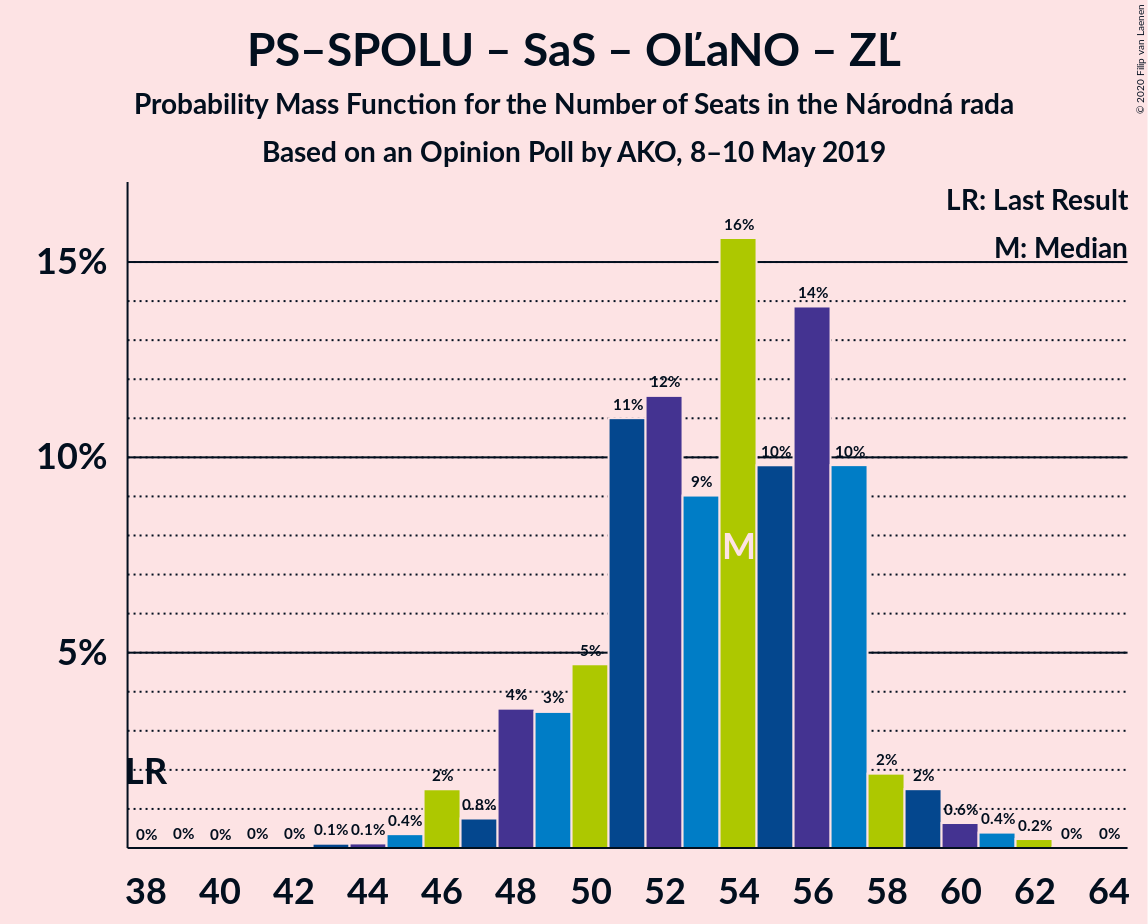 PS–SPOLU – SaS – OĽaNO – ZĽ
Probability Mass Function for the Number of Seats in the Národná rada
Based on an Opinion Poll by AKO, 8–10 May 2019
© 2020 Filip van Laenen
LR: Last Result
M: Median
15%
10%
5%
LR
0% 0% 0% 0% 0% 0.1% 0.1% 0.4% 2% 0.8% 4% 3% 5% 11% 12% 9% 16% 10% 14% 10% 2% 2% 0.6% 0.4% 0.2% 0% 0%
M
38 40 42 44 46 48 50 52 54 56 58 60 62 64